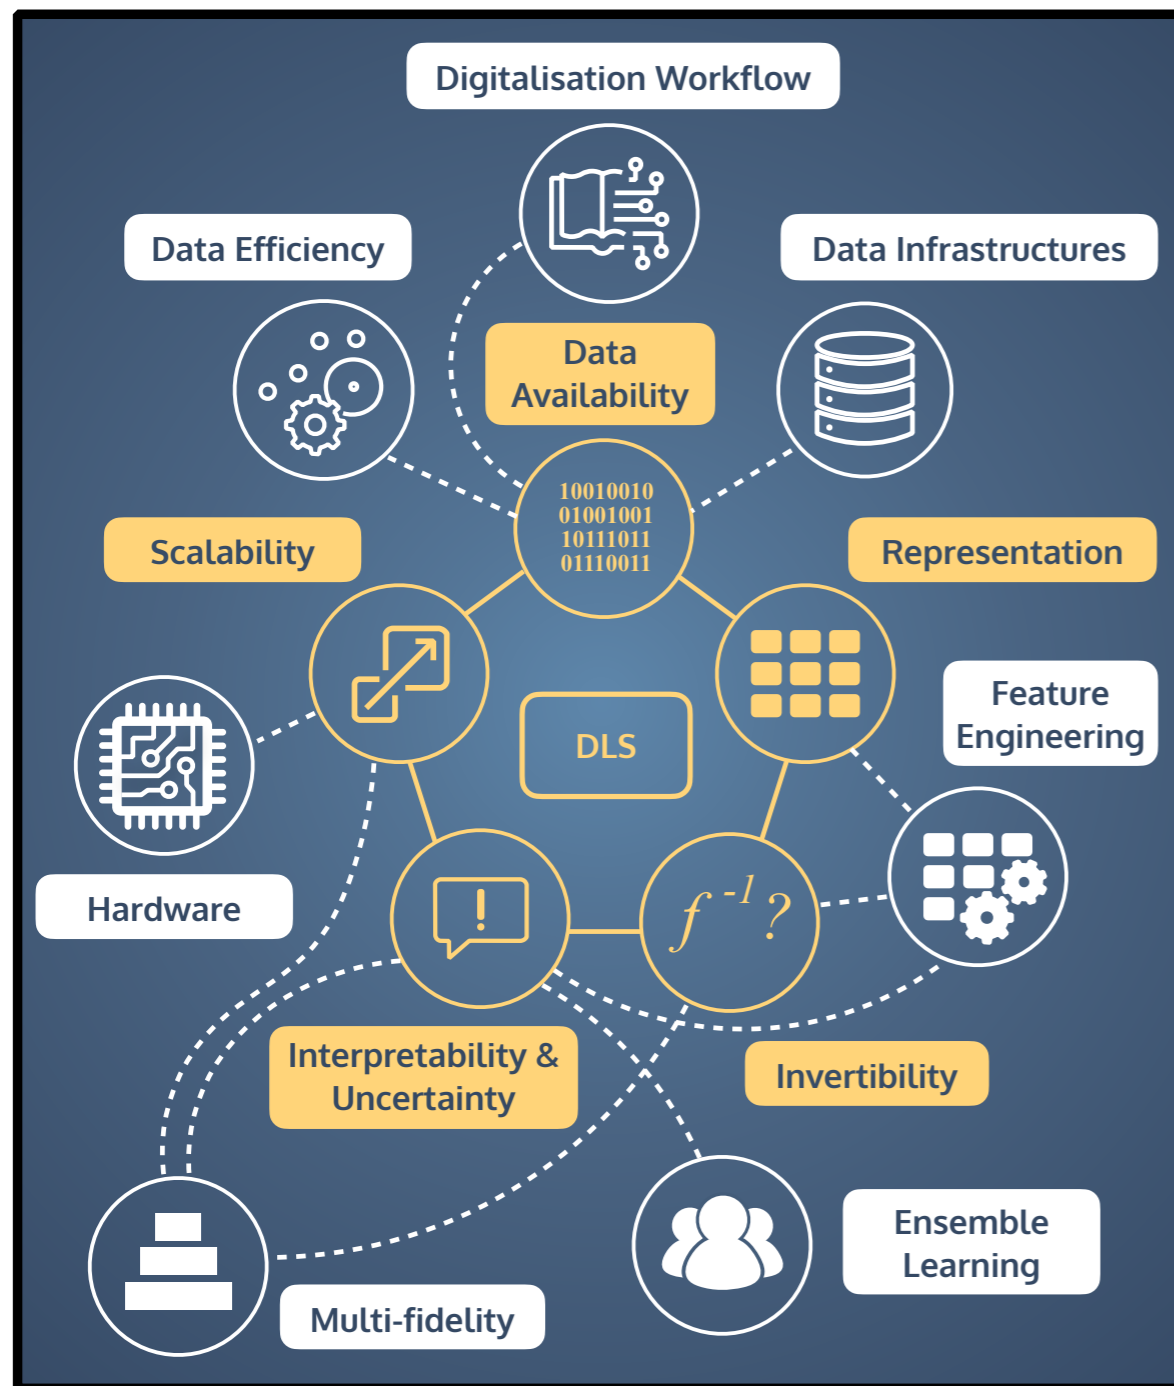 Digitalisation Workflow
Data Efficiency
Data Infrastructures
Data
Availability
10010010
01001001
10111011
01110011
Scalability
Representation
DLS
Feature
Engineering
Hardware
f -1 ?
Interpretability &
Uncertainty
!
Invertibility
Ensemble
Learning
Multi-fidelity